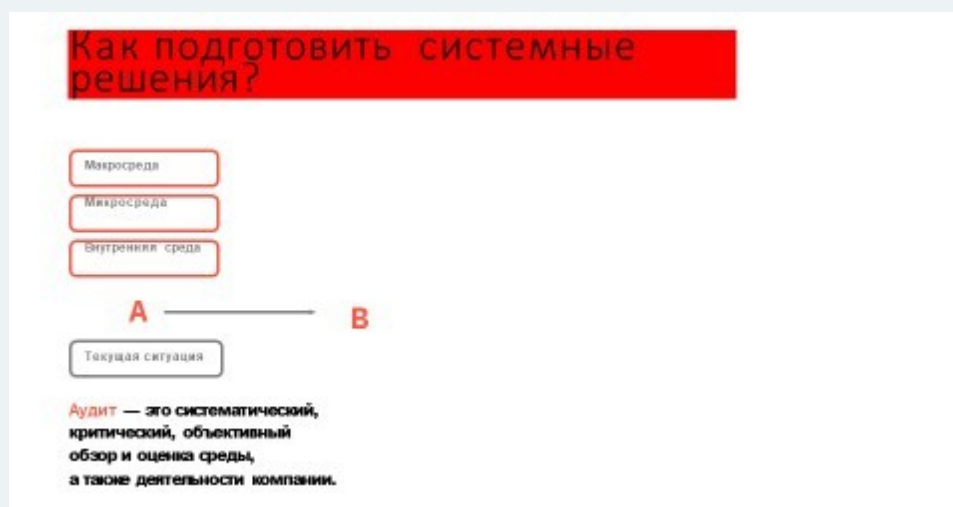 Как подготовить системные
решения?
Макросреда
Микросреда
Внутренняя среда
А
В
Текущая ситуация
Аудит — это систематический,
критический, объективный
обзор и оценка среды,
а также деятельности компании.